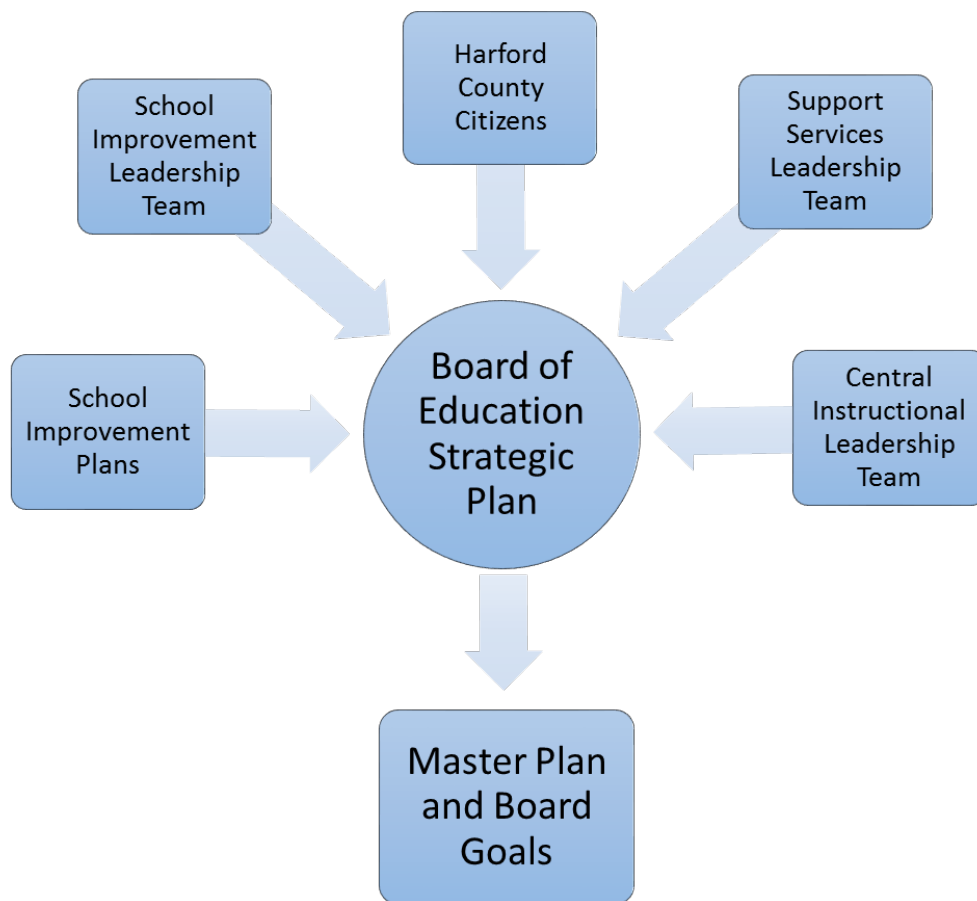 Harford
County
Citizens
School
Improvement
Leadership
Team
Support
Services
Leadership
Team
School
Improvement
Plans
Board of
Education
Strategic
Plan
Central
Instructional
Leadership
Team
Master Plan
and Board
Goals